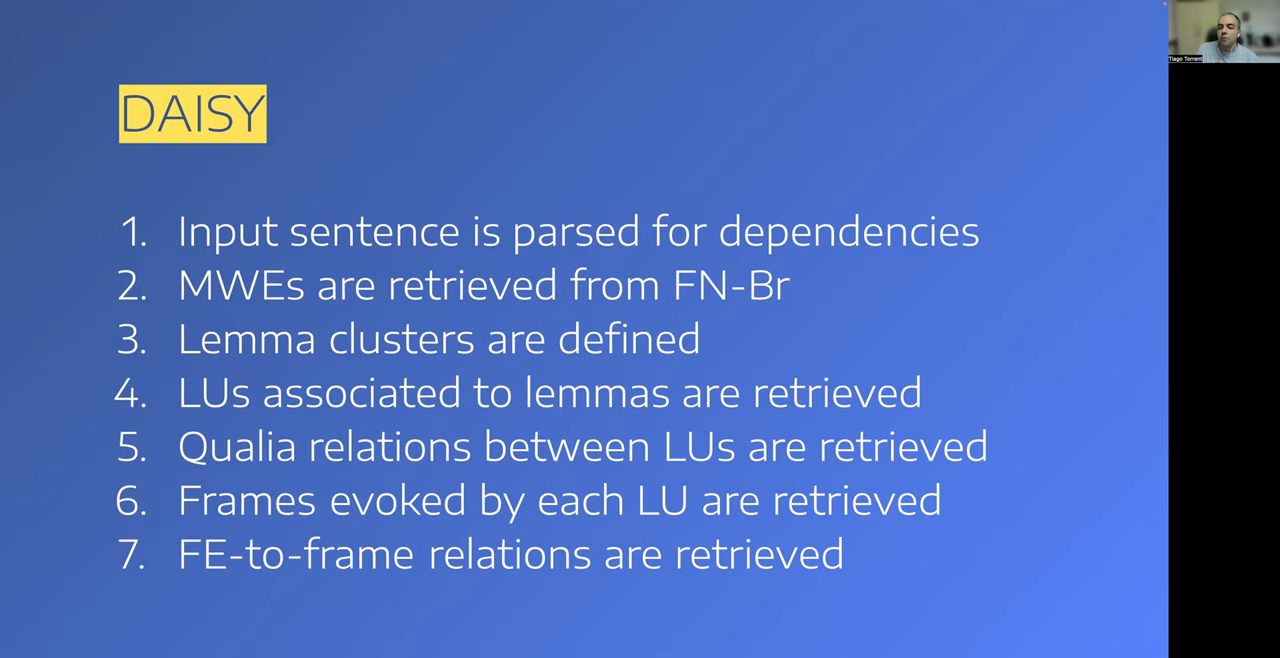 DAISY
1. Input sentence is parsed for dependencies
2. MWEs are retrieved from FN-Br
3. Lemma clusters are defined
4. LUs associated to lemmas are retrieved
5. Qualia relations between LUs are retrieved
6. Frames evoked by each LU are retrieved
7. FE-to-frame relations are retrieved
Tiago Torrent